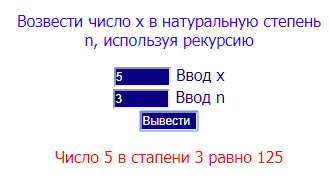 Возвести число x в натуральную степень
n, используя рекурсию
5 Ввод x
3 Ввод n
Вывести
Число 5 в стапени 3 равно 125